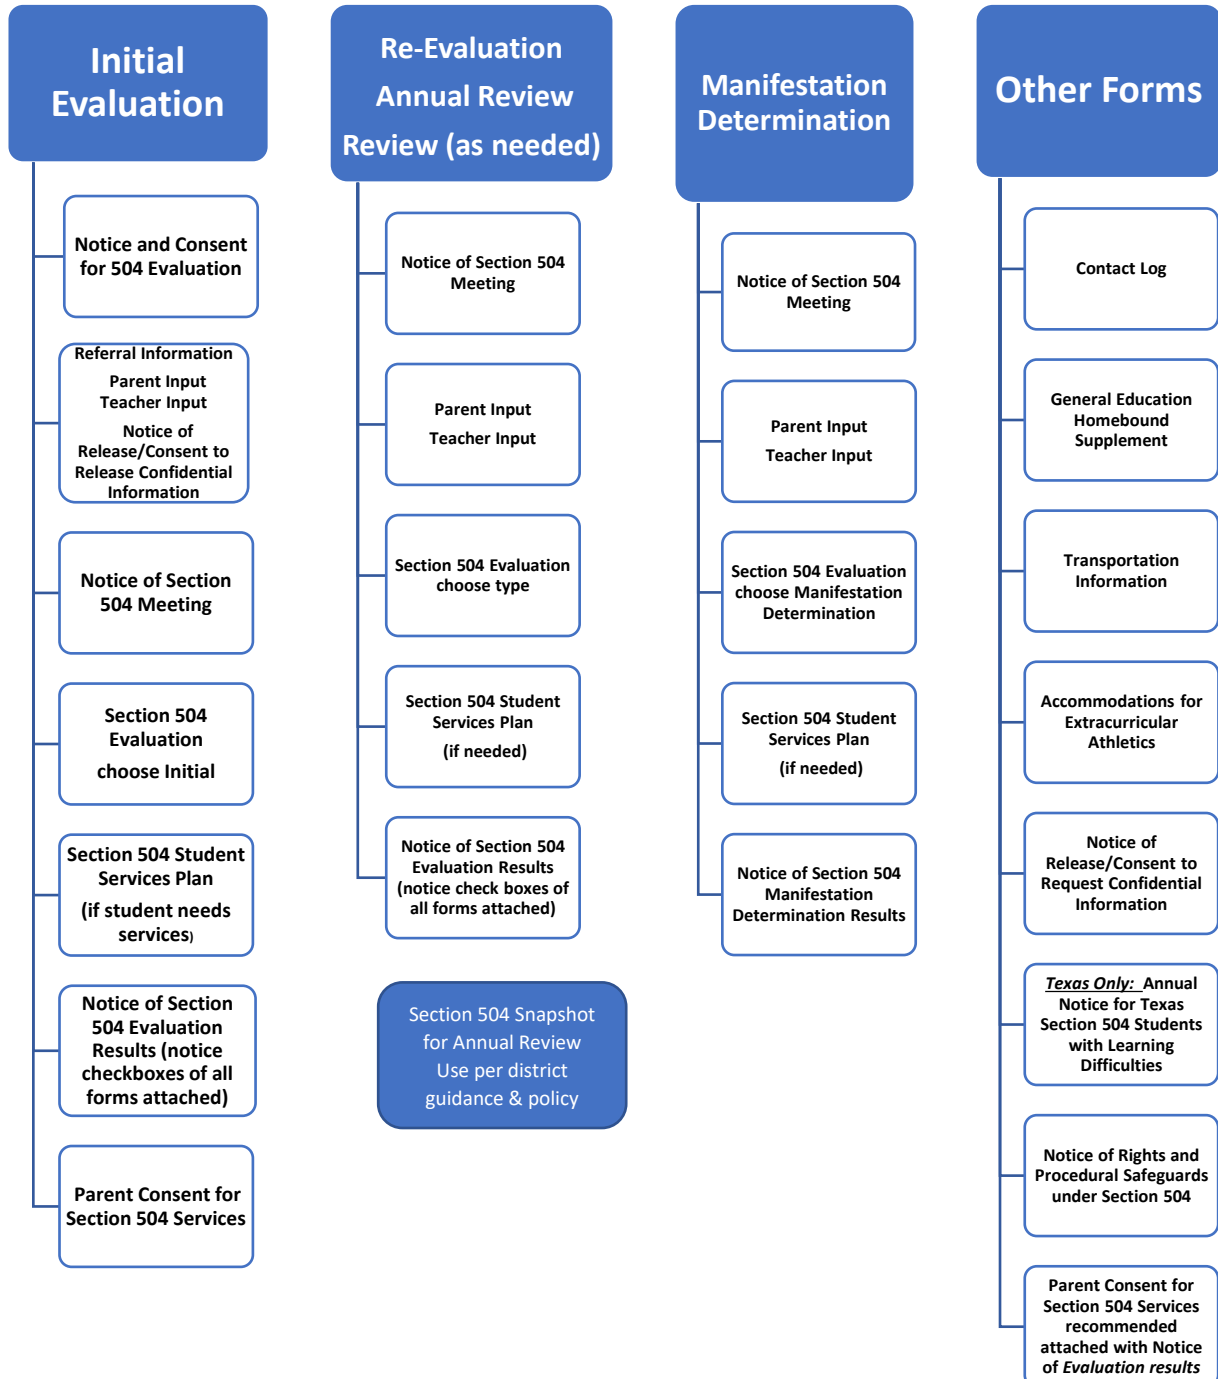 Initial
Evaluation
Notice and Consent
for 504 Evaluation
Referral Information
Parent Input
Teacher Input
Notice of
Release/Consent to
Release Confidential
Information
Notice of Section
504 Meeting
Section 504
Evaluation
choose Initial
Section 504 Student
Services Plan
(if student needs
services)
Notice of Section
504 Evaluation
Results (notice
checkboxes of all
forms attached)
Parent Consent for
Section 504 Services
Re-Evaluation
Annual Review
Review (as needed)
Notice of Section 504
Meeting
Parent Input
Teacher Input
Section 504 Evaluation
choose type
Section 504 Student
Services Plan
(if needed)
Notice of Section 504
Evaluation Results
(notice check boxes of
all forms attached)
Section 504 Snapshot
for Annual Review
Use per district
guidance & policy
Manifestation
Determination
Notice of Section 504
Meeting
Parent Input
Teacher Input
Section 504 Evaluation
choose Manifestation
Determination
Section 504 Student
Services Plan
(if needed)
Notice of Section 504
Manifestation
Determination Results
Other Forms
Contact Log
General Education
Homebound
Supplement
Transportation
Information
Accommodations for
Extracurricular
Athletics
Notice of
Release/Consent to
Request Confidential
Information
Texas Only: Annual
Notice for Texas
Section 504 Students
with Learning
Difficulties
Notice of Rights and
Procedural Safeguards
under Section 504
Parent Consent for
Section 504 Services
recommended
attached with Notice
of Evaluation results